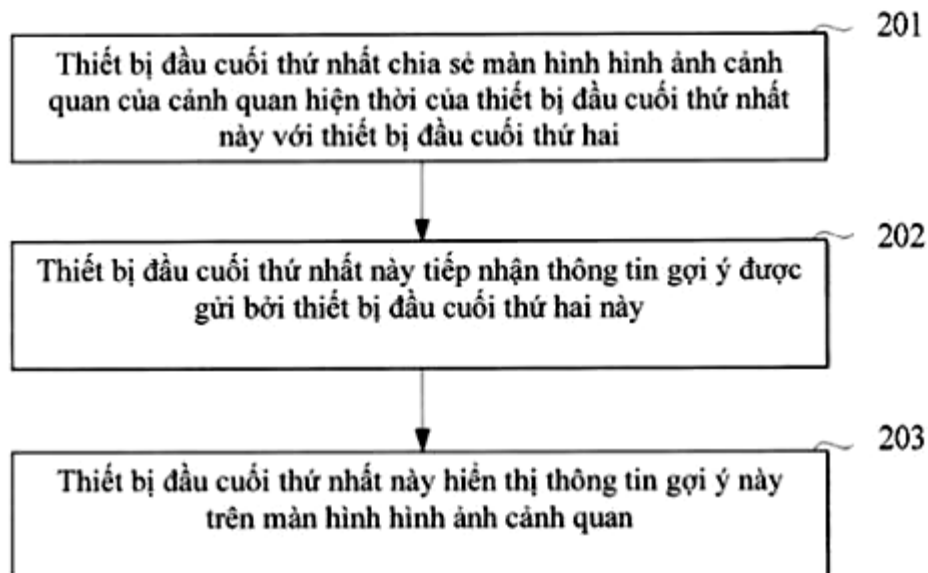 201
Thiết bị đầu cuối thứ nhất chia sẻ màn hình hình ảnh cảnh
quan của cảnh quan hiện thời của thiết bị đầu cuối thứ nhất
này với thiết bị đầu cuối thứ hai
202
Thiết bị đầu cuối thứ nhất này tiếp nhận thông tin gợi ý được
gửi bởi thiết bị đầu cuối thứ hai này
203
Thiết bị đầu cuối thứ nhất này hiển thị thông tin gợi ý này
trên màn hình hình ảnh cảnh quan